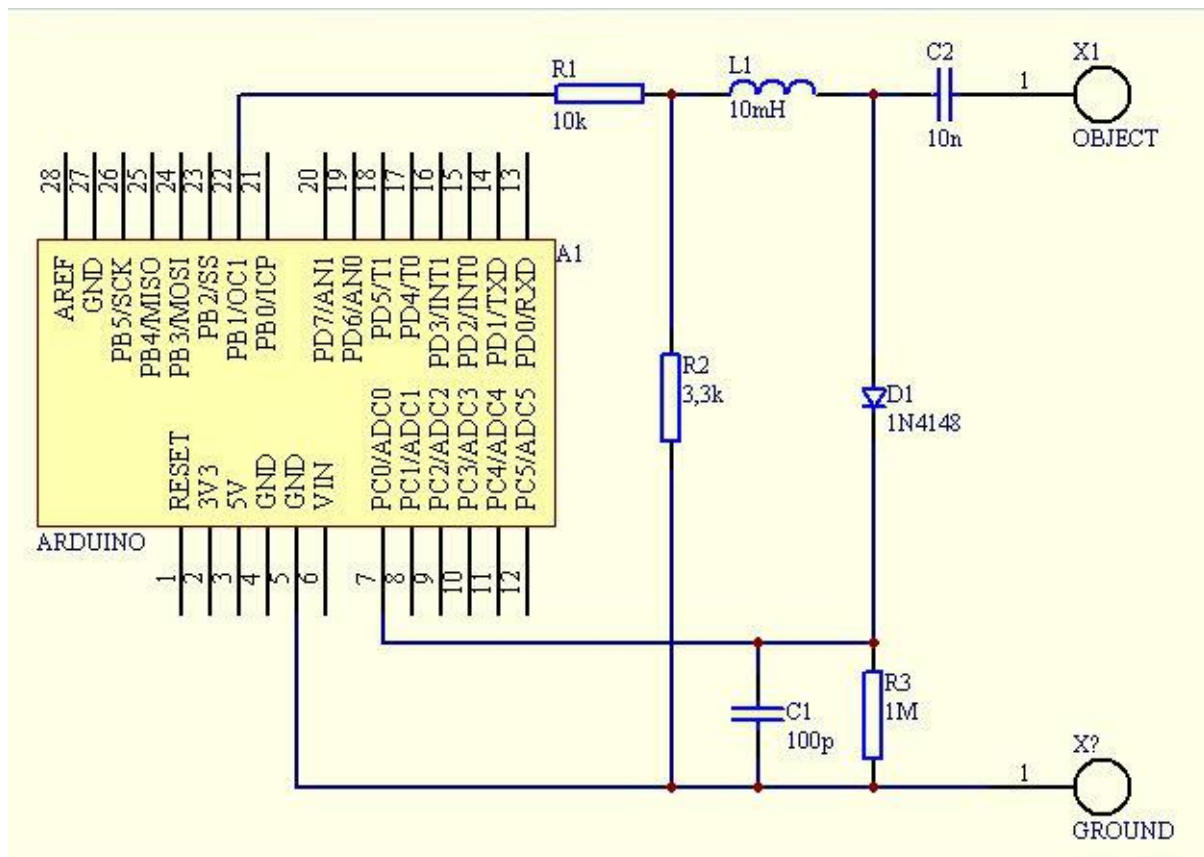 C2
X1
R1
L1
1
10k
10mH
10n
OBJECT
28
27
26
25
24
23
22
21
20
19
18
17
16
15
14
13
A1
AREF
GND
PB5/SCK
PB4/MISO
PB3/MOSI
PB2/SS
PB1/OC1
PB0/ICP
PD7/AN1
PD6/AN0
PD5/T1
PD4/T0
PD3/INT1
PD2/INT0
PD1/TXD
PD0/RXD
R2
3,3k
D1
1N4148
RESET
3V3
5V
GND
GND
VIN
PC0/ADC0
PC1/ADC1
PC2/ADC2
PC3/ADC3
PC4/ADC4
PC5/ADC5
ARDUINO
1
2
3
4
5
6
7
8
9
10
11
12
R3
1M
C1
100p
X?
1
GROUND